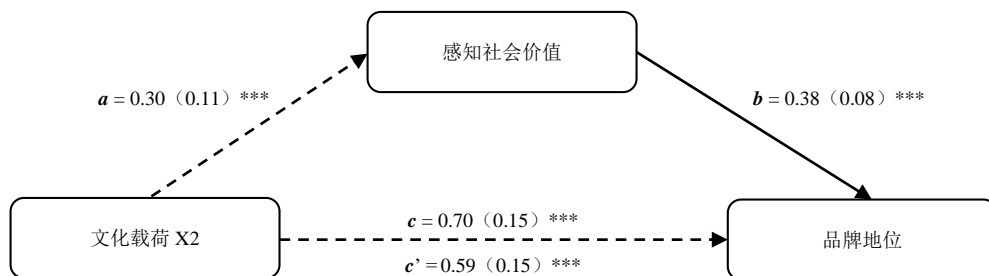 感知社会价值
a = 0.30（0.11）***
b = 0.38（0.08）***
文化载荷 X2
c = 0.70（0.15）***
c’ = 0.59（0.15）***
品牌地位